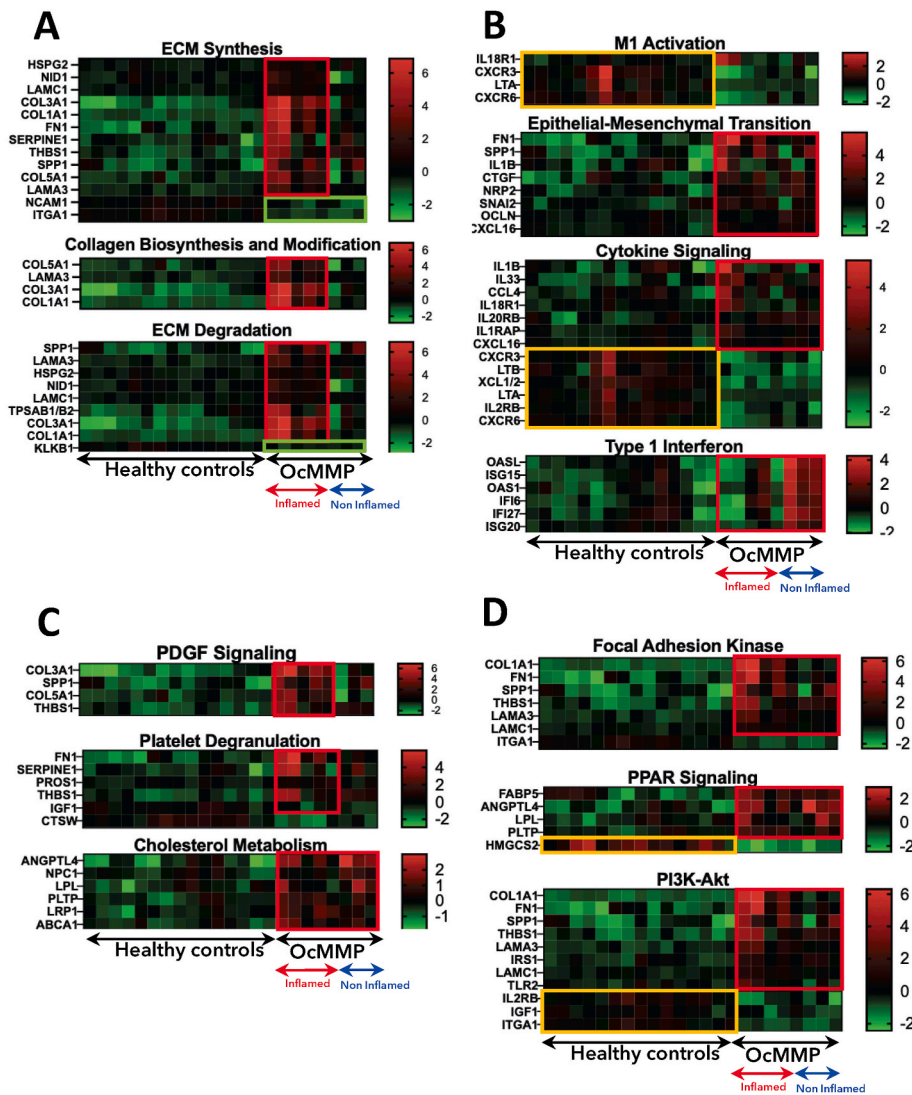 A
ECM Synthesis
HSPG2
NID1
LAMC1
COL3A1
COL1A1
FN1
SERPINE1
THBS1
SPP1
COL5A1
LAMA3
NCAM1
ITGA1
6
4
2
0
-2
Collagen Biosynthesis and Modification
COL5A1
LAMA3
COL3A1
COL1A1
6
4
2
0
-2
ECM Degradation
SPP1
LAMA3
HSPG2
NID1
LAMC1
TPSAB1/B2
COL3A1
COL1A1
KLKB1
6
4
2
0
-2
Healthy controls
OcMMP
Inflamed
Non Inflamed
B
M1 Activation
IL18R1
CXCR3
LTA
CXCR6
2
0
-2
Epithelial-Mesenchymal Transition
FN1
SPP1
IL1B
CTGF
NRP2
SNAI2
OCLN
CXCL16
4
2
0
-2
Cytokine Signaling
IL1B
IL33
CCL4
IL18R1
IL20RB
IL1RAP
CXCL16
CXCR3
LTB
XCL1/2
LTA
IL2RB
CXCR6
4
2
0
-2
Type 1 Interferon
OASL
ISG15
OAS1
IFI6
IFI27
ISG20
4
2
0
-2
Healthy controls
OcMMP
Inflamed
Non Inflamed
C
PDGF Signaling
COL3A1
SPP1
COL5A1
THBS1
6
4
2
0
-2
Platelet Degranulation
FN1
SERPINE1
PROS1
THBS1
IGF1
CTSW
4
2
0
-2
Cholesterol Metabolism
ANGPTL4
NPC1
LPL
PLTP
LRP1
ABCA1
2
1
0
-1
Healthy controls
OcMMP
Inflamed
Non Inflamed
D
Focal Adhesion Kinase
COL1A1
FN1
SPP1
THBS1
LAMA3
LAMC1
ITGA1
6
4
2
0
-2
PPAR Signaling
FABP5
ANGPTL4
LPL
PLTP
HMGCS2
2
0
-2
PI3K-Akt
COL1A1
FN1
SPP1
THBS1
LAMA3
IRS1
LAMC1
TLR2
IL2RB
IGF1
ITGA1
6
4
2
0
-2
Healthy controls
OcMMP
Inflamed
Non Inflamed